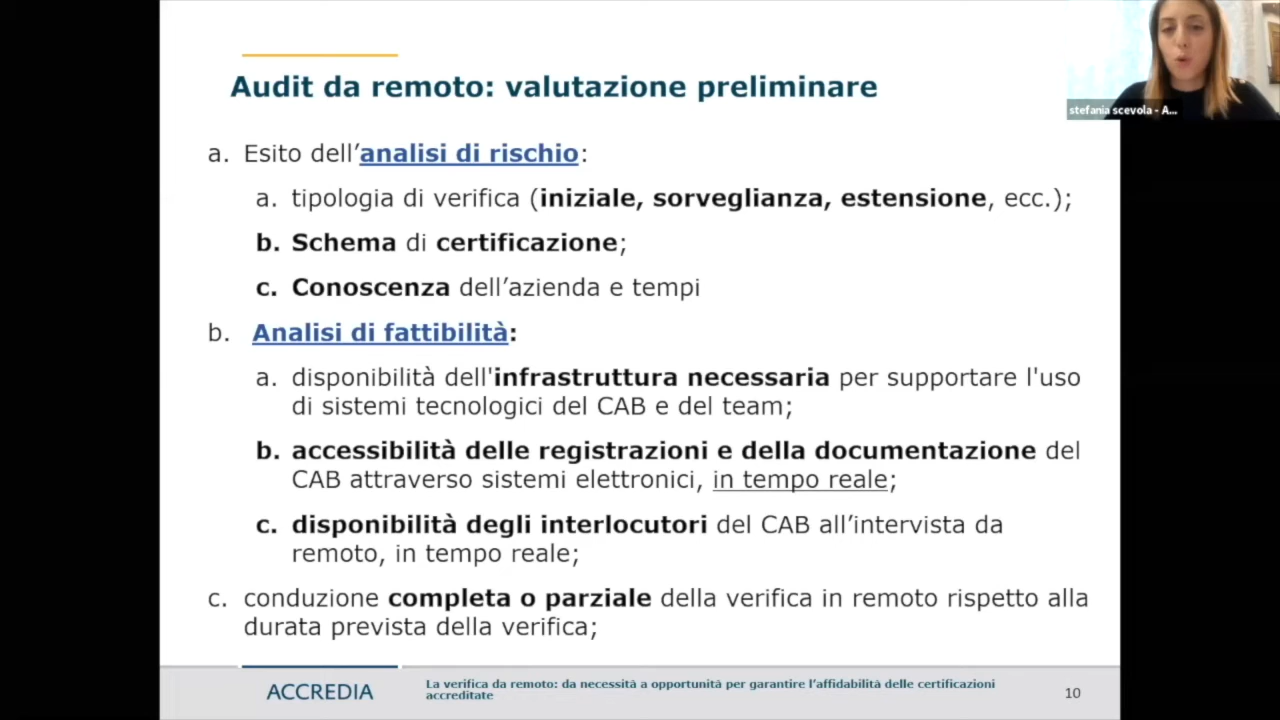 Audit da remoto: valutazione preliminare
stefania scevola - A...
a. Esito dell’analisi di rischio:
a. tipologia di verifica (iniziale, sorveglianza, estensione, ecc.);
b. Schema di certificazione;
c. Conoscenza dell’azienda e tempi
b. Analisi di fattibilità:
a. disponibilità dell'infrastruttura necessaria per supportare l'uso
di sistemi tecnologici del CAB e del team;
b. accessibilità delle registrazioni e della documentazione del
CAB attraverso sistemi elettronici, in tempo reale;
c. disponibilità degli interlocutori del CAB all’intervista da
remoto, in tempo reale;
c. conduzione completa o parziale della verifica in remoto rispetto alla
durata prevista della verifica;
ACCREDIA
La verifica da remoto: da necessità a opportunità per garantire l’affidabilità delle certificazioni
accreditate
10